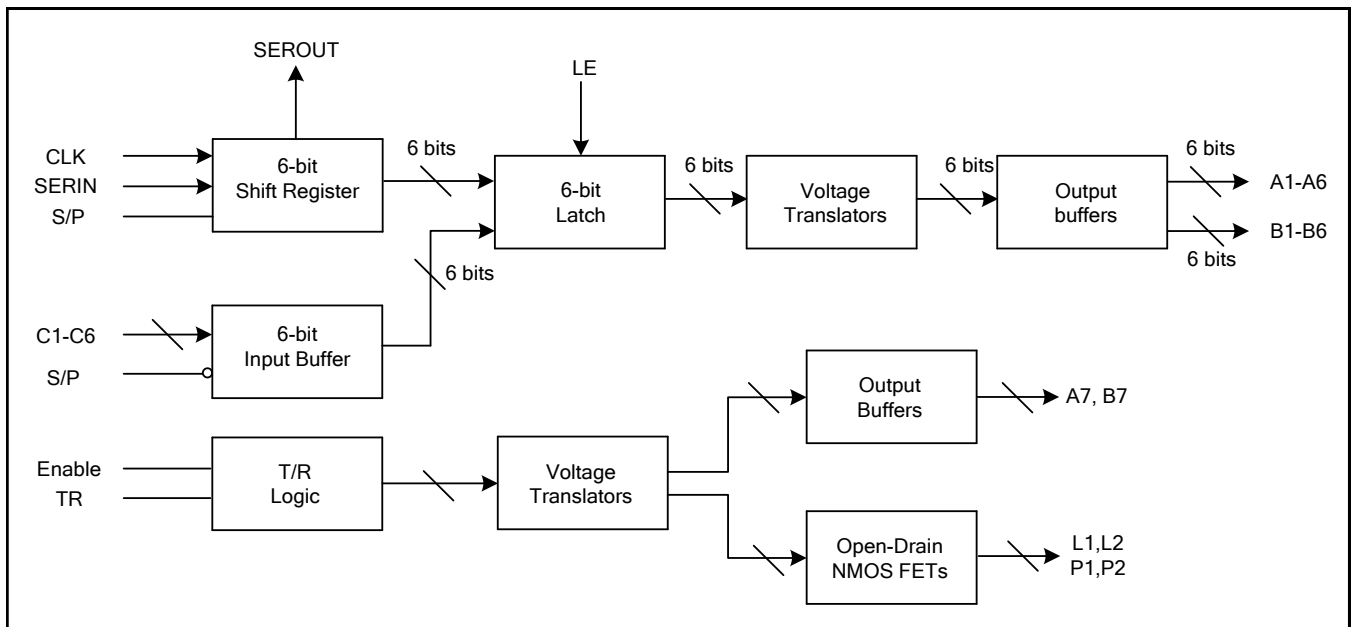 SEROUT
LE
CLK
SERIN
S/P
6-bit
Shift Register
6 bits
6-bit
Latch
6 bits
Voltage
Translators
6 bits
Output
buffers
6 bits
A1-A6
B1-B6
6 bits
6 bits
C1-C6
S/P
6-bit
Input Buffer
Output
Buffers
A7, B7
Enable
TR
T/R
Logic
Voltage
Translators
Open-Drain
NMOS FETs
L1,L2
P1,P2